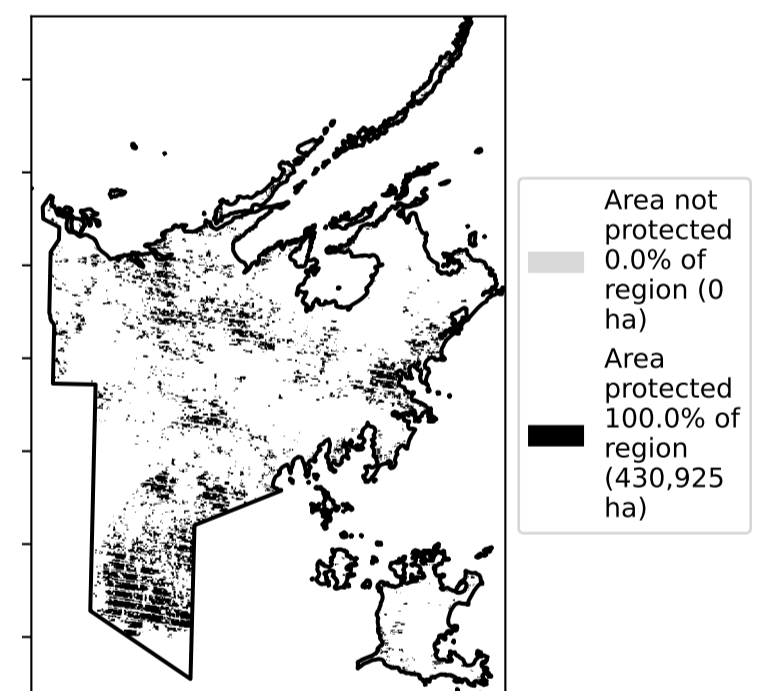 Area not
protected
0.0% of
region (0
ha)
Area
protected
100.0% of
region
(430,925
ha)